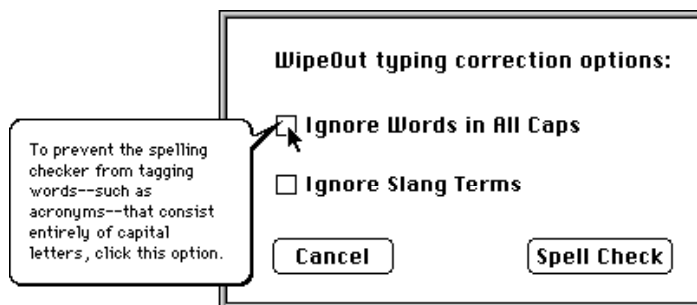 WipeOut typing correction options:
Ignore Words in All Caps
To prevent the spelling
checker from tagging
words--such as
acronyms--that consist
entirely of capital
letters, click this option.
Ignore Slang Terms
Cancel
Spell Check